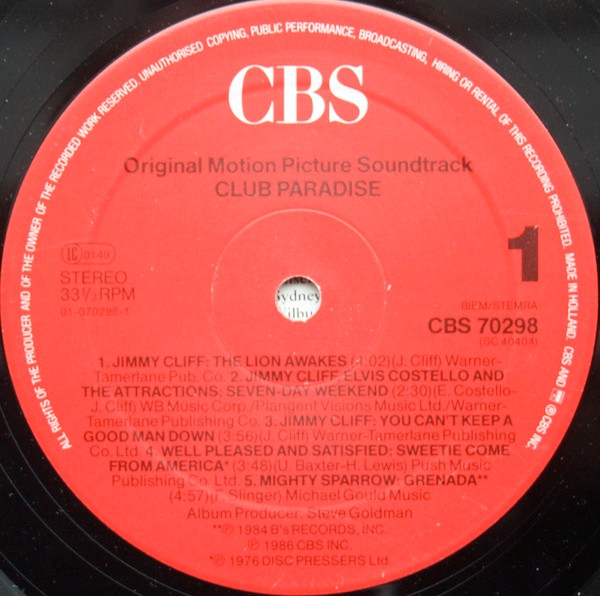 ALL RIGHTS OF THE PRODUCER AND OF THE OWNER OF THE RECORDED WORK RESERVED. UNAUTHORISED COPYING, PUBLIC PERFORMANCE, BROADCASTING, HIRING OR RENTAL OF THIS RECORDING PROHIBITED. MADE IN HOLLAND. CBS AND ℗ © CBS INC.
CBS
Original Motion Picture Soundtrack
CLUB PARADISE
LC 0149
STEREO
33 1/3 RPM
01-070298-1
1
BIEM/STEMRA
CBS 70298
(SC 40404)
Sydney
1. JIMMY CLIFF: THE LION AWAKES (4:02)(J. Cliff) Warner-
Tamerlane Pub. Co. 2. JIMMY CLIFF, ELVIS COSTELLO AND
THE ATTRACTIONS: SEVEN-DAY WEEKEND (2:30)(E. Costello-
J. Cliff) WB Music Corp./Plangent Visions Music Ltd./Warner-
Tamerlane Publishing Co. 3. JIMMY CLIFF: YOU CAN'T KEEP A
GOOD MAN DOWN (3:56)(J. Cliff) Warner-Tamerlane Publishing
Co. Ltd. 4. WELL PLEASED AND SATISFIED: SWEETIE COME
FROM AMERICA* (3:48)(U. Baxter-H. Lewis) Push Music
Publishing Co. Ltd. 5. MIGHTY SPARROW: GRENADA**
(4:57)(F. Slinger) Michael Gould Music
Album Producer: Steve Goldman
**℗ 1984 B's RECORDS, INC.
℗ 1986 CBS INC.
*℗ 1976 DISC PRESSERS Ltd